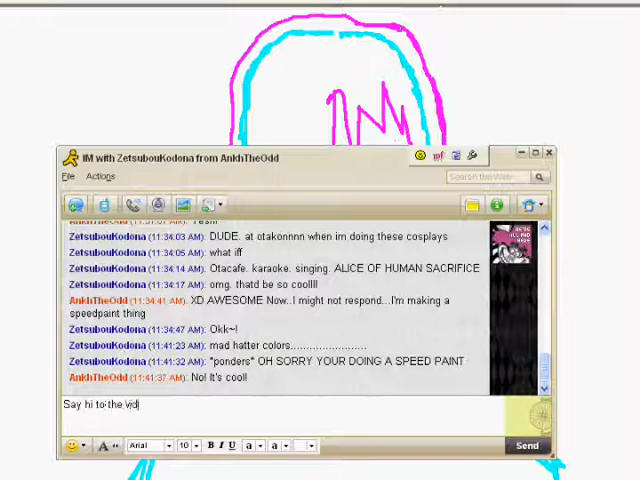 IM with ZetsubouKodona from AnkhTheOdd
File Actions
Search the Web
ZetsubouKodona (11:34:03 AM): DUDE. at otakonnnn when im doing these cosplays
ZetsubouKodona (11:34:05 AM): what iff
ZetsubouKodona (11:34:14 AM): Otacafe. karaoke. singing. ALICE OF HUMAN SACRIFICE
ZetsubouKodona (11:34:17 AM): omg. thatd be so coolll
AnkhTheOdd (11:34:41 AM): XD AWESOME Now..I might not respond...I'm making a
speedpaint thing
ZetsubouKodona (11:34:47 AM): Okk~!
ZetsubouKodona (11:41:23 AM): mad hatter colors.......................
ZetsubouKodona (11:41:32 AM): *ponders* OH SORRY YOUR DOING A SPEED PAINT
AnkhTheOdd (11:41:37 AM): No! It's cool!
Say hi to the vid
A “ Arial 10 B I U a a
Send